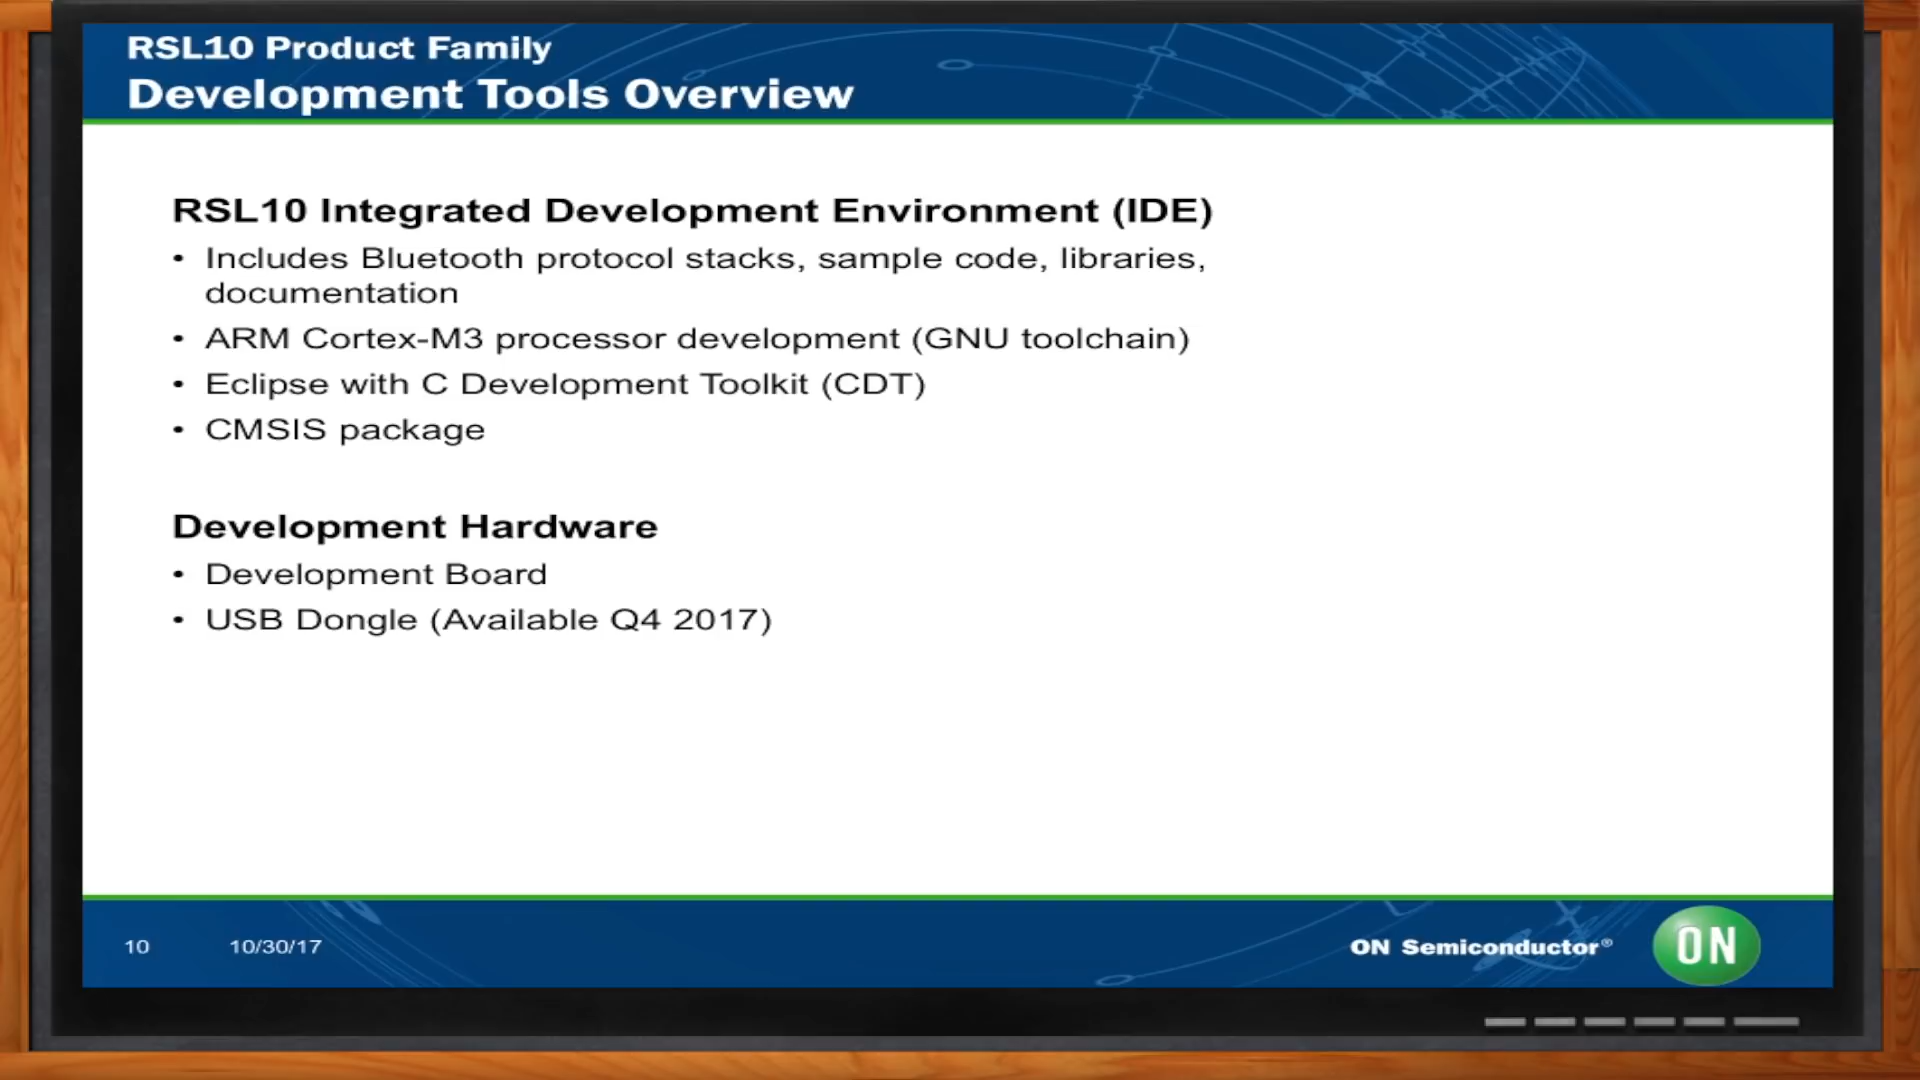 RSL10 Product Family
Development Tools Overview
RSL10 Integrated Development Environment (IDE)
• Includes Bluetooth protocol stacks, sample code, libraries,
documentation
• ARM Cortex-M3 processor development (GNU toolchain)
• Eclipse with C Development Toolkit (CDT)
• CMSIS package
Development Hardware
• Development Board
• USB Dongle (Available Q4 2017)
10 10/30/17 ON Semiconductor® ON